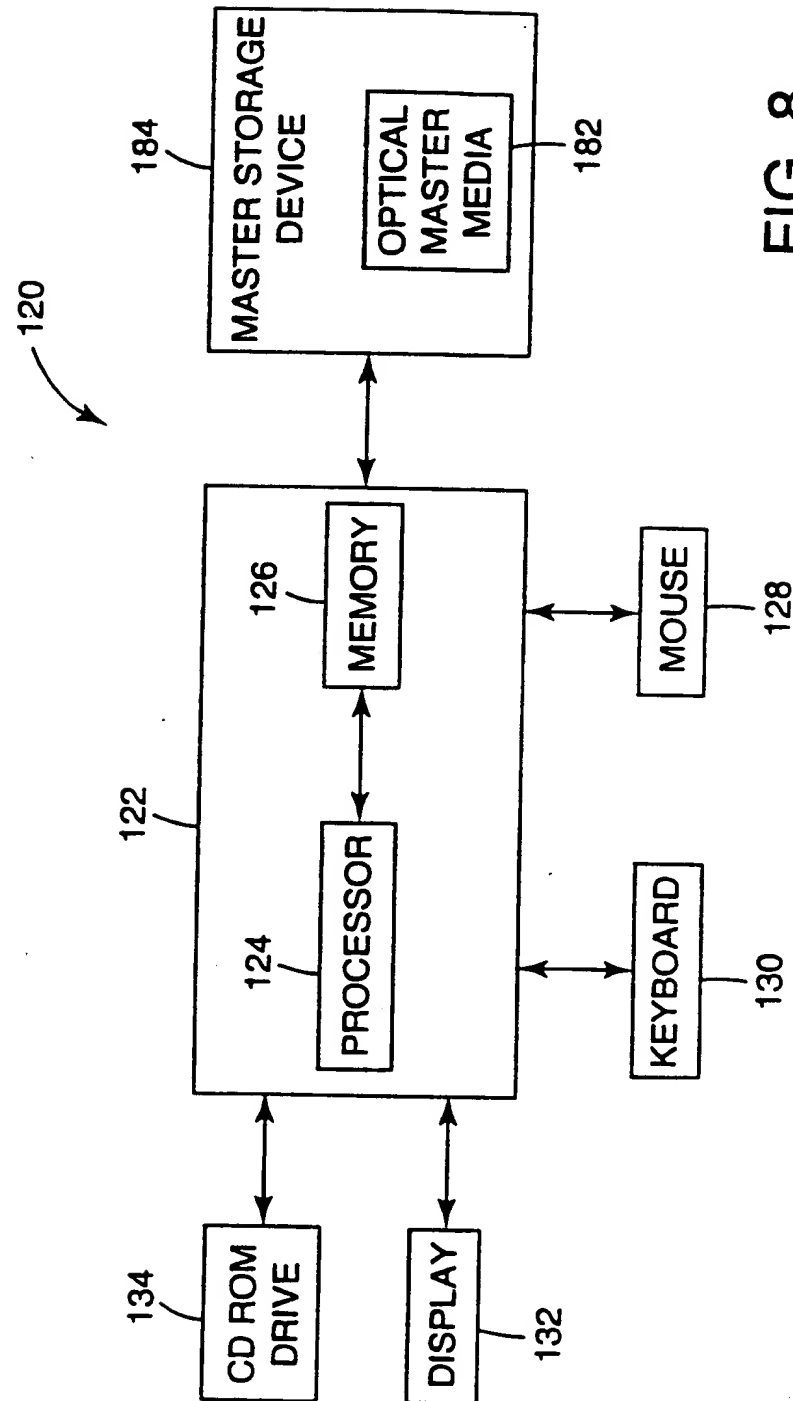 120
184
MASTER STORAGE
DEVICE
OPTICAL
MASTER
MEDIA
182
122
124
PROCESSOR
126
MEMORY
134
CD ROM
DRIVE
DISPLAY
132
KEYBOARD
130
MOUSE
128
FIG. 8